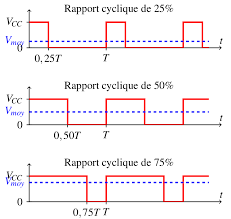 Rapport cyclique de 25%
V_CC
V_moy
0
0,25T
T
t
Rapport cyclique de 50%
V_CC
V_moy
0
0,50T
T
t
Rapport cyclique de 75%
V_CC
V_moy
0
0,75T
T
t